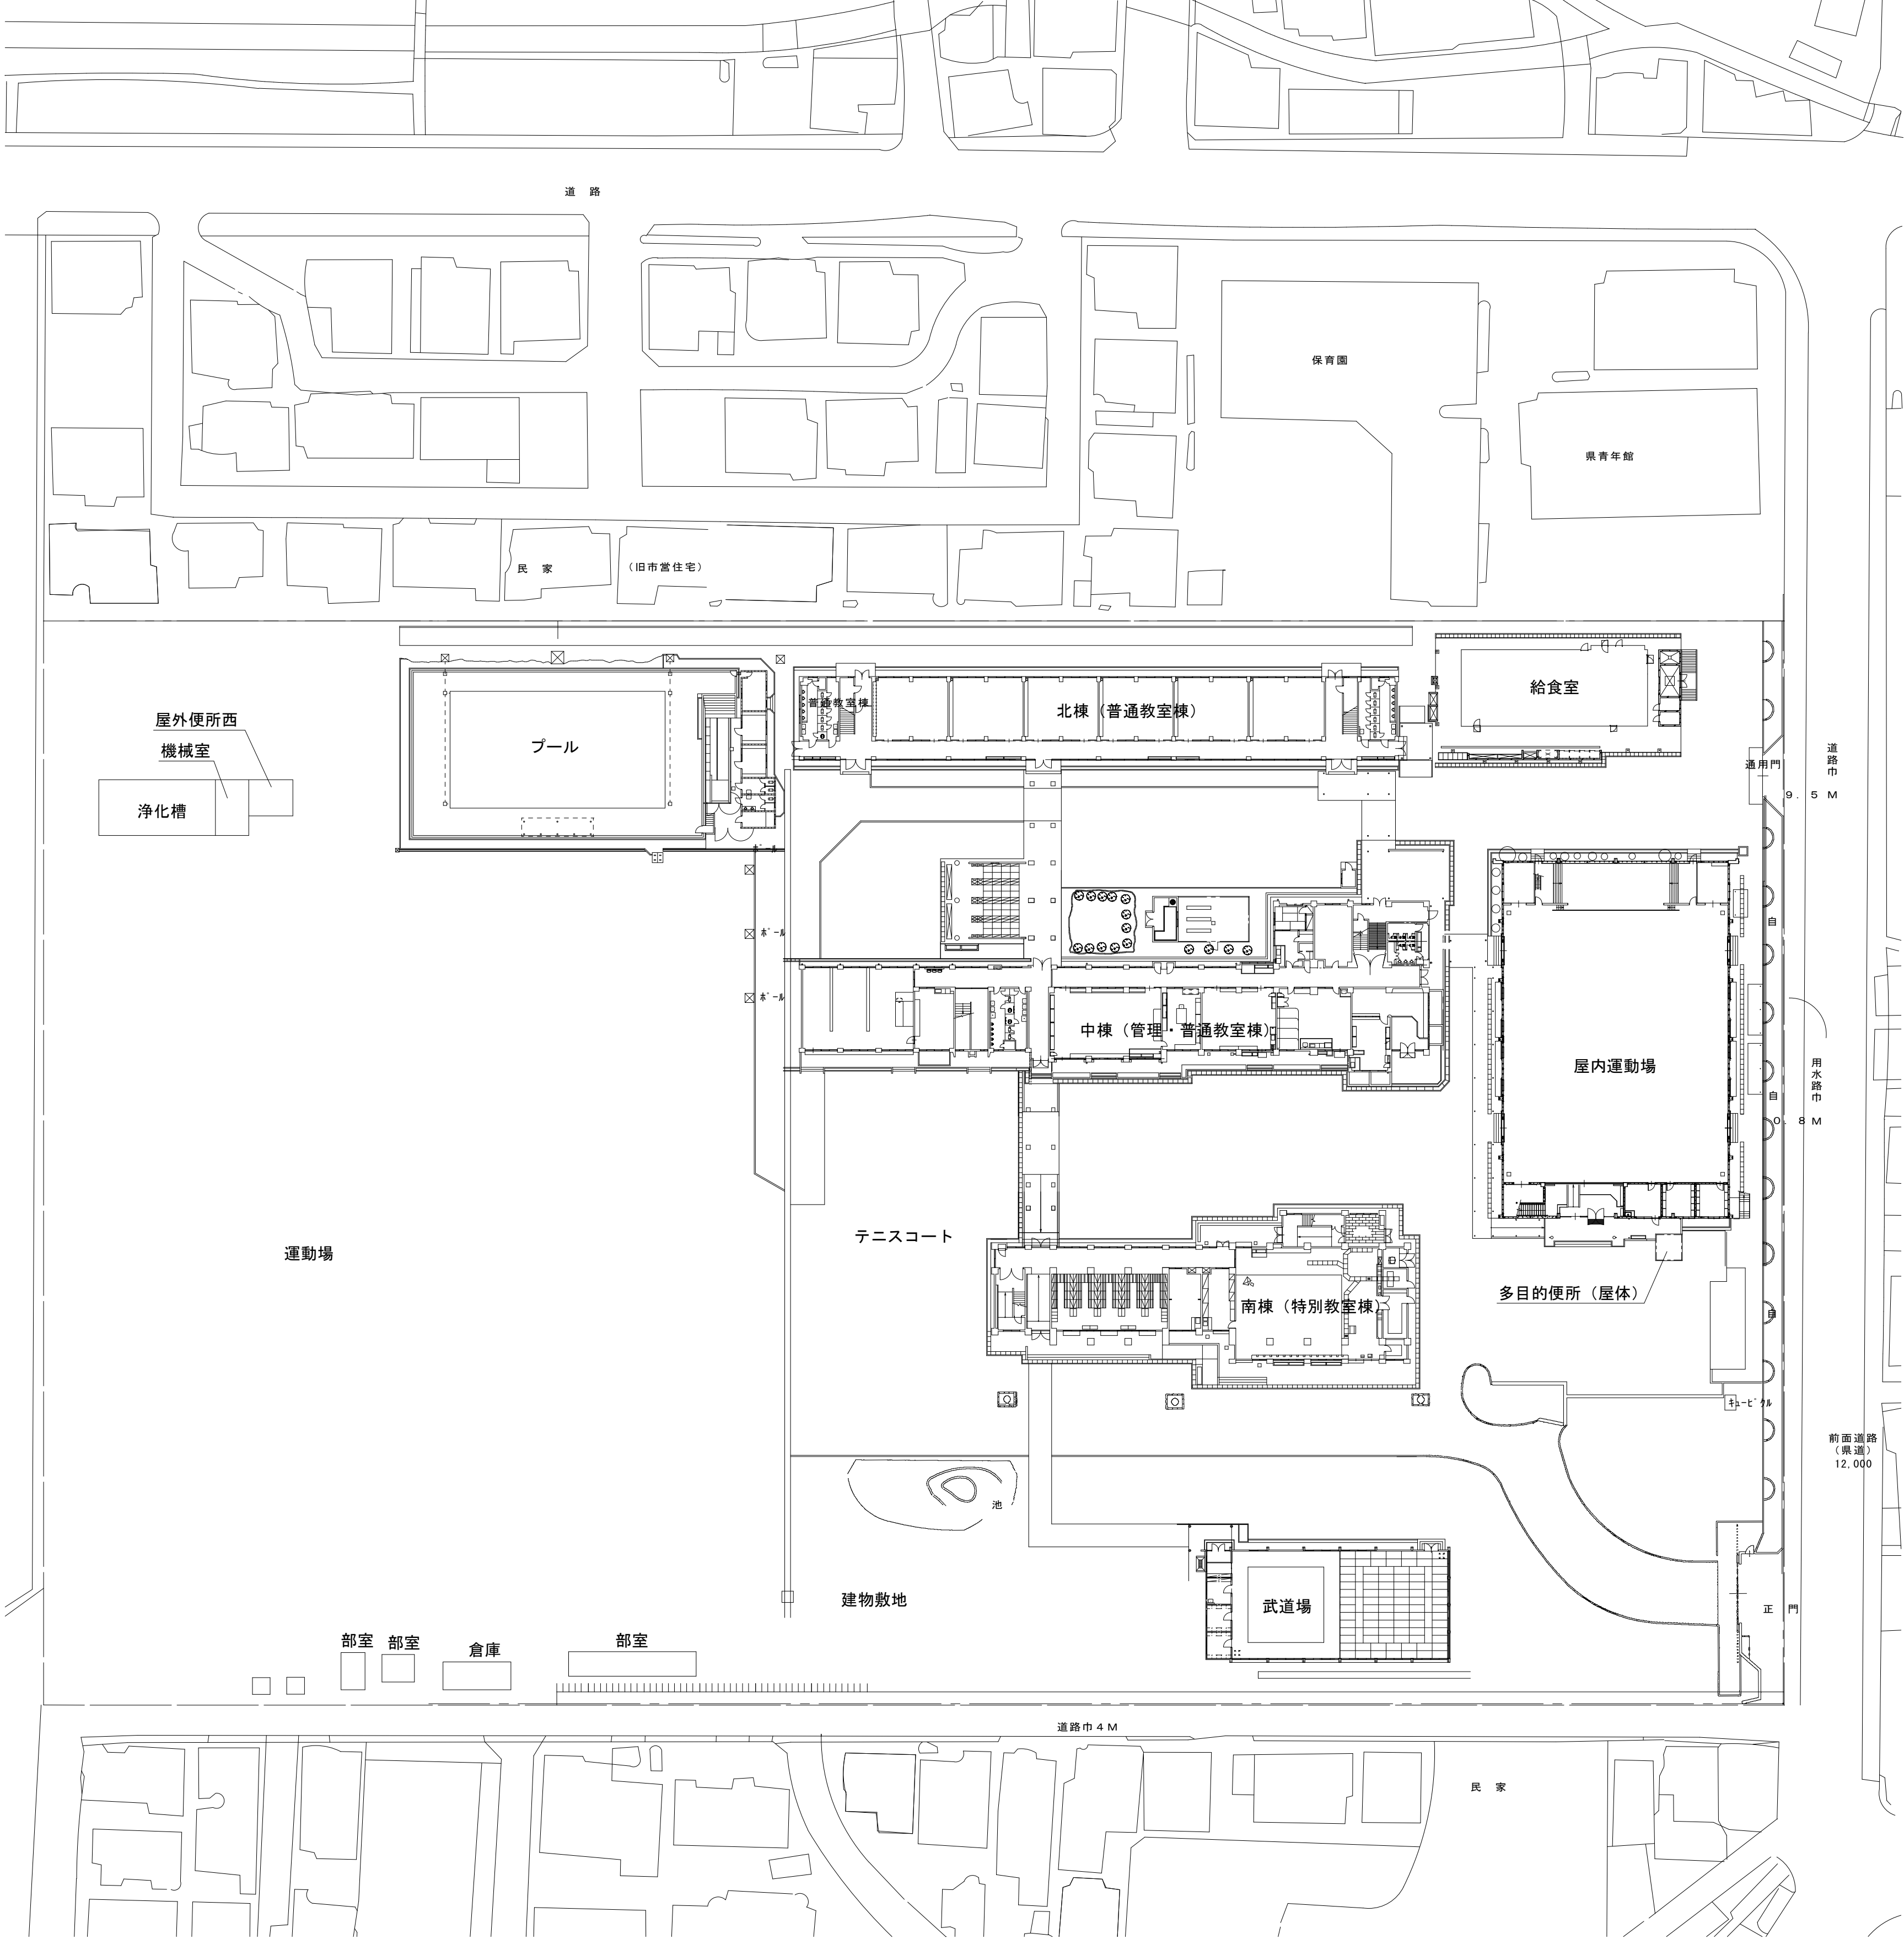 道 路
保育園
県青年館
民 家
(旧市営住宅)
給食室
普通教室棟
北棟(普通教室棟)
屋外便所西
プール
機械室
道路巾
通用門
9.5 M
浄化槽
ポール
自
ポール
ポール
中棟(管理・普通教室棟)
屋内運動場
用水路巾
自
0.8 M
テニスコート
運動場
多目的便所(屋体)
南棟(特別教室棟)
自
キュービクル
前面道路
(県道)
12,000
池
建物敷地
武道場
正 門
部室
部室
倉庫
部室
道路巾4M
民 家